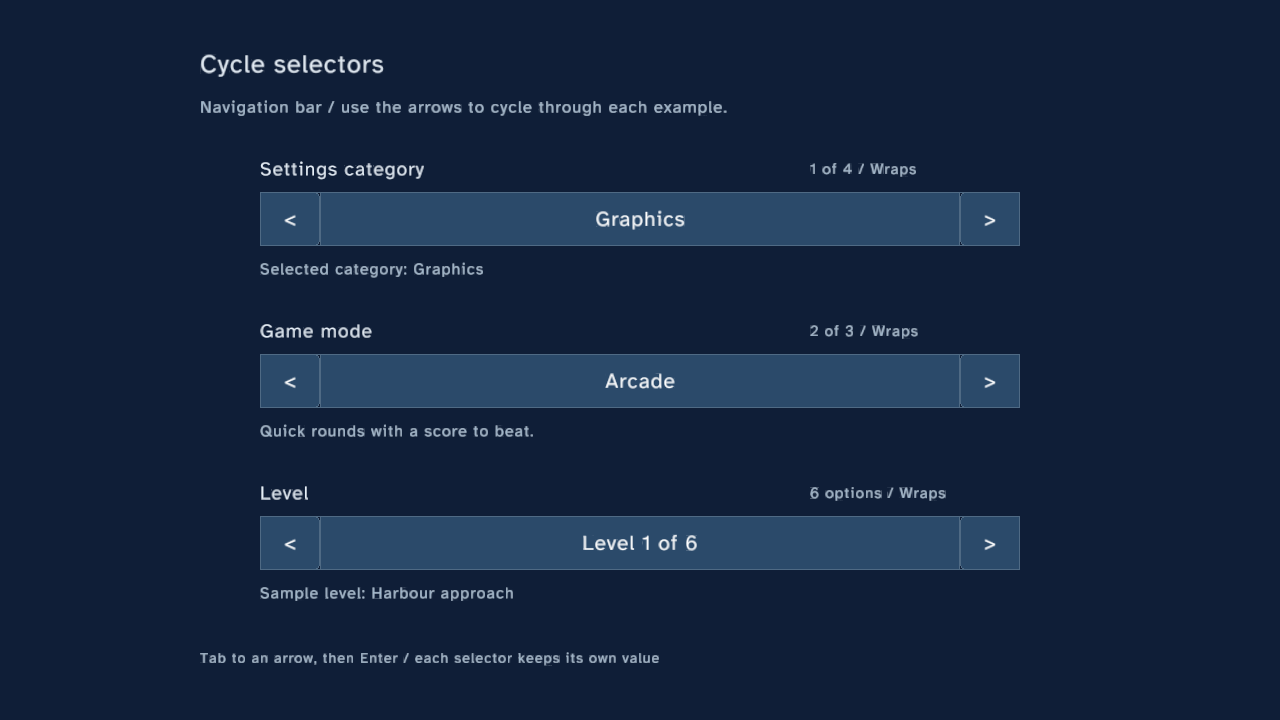 Cycle selectors
Navigation bar / use the arrows to cycle through each example.
Settings category
1 of 4 / Wraps
< Graphics >
Selected category: Graphics
Game mode
2 of 3 / Wraps
< Arcade >
Quick rounds with a score to beat.
Level
6 options / Wraps
< Level 1 of 6 >
Sample level: Harbour approach
Tab to an arrow, then Enter / each selector keeps its own value